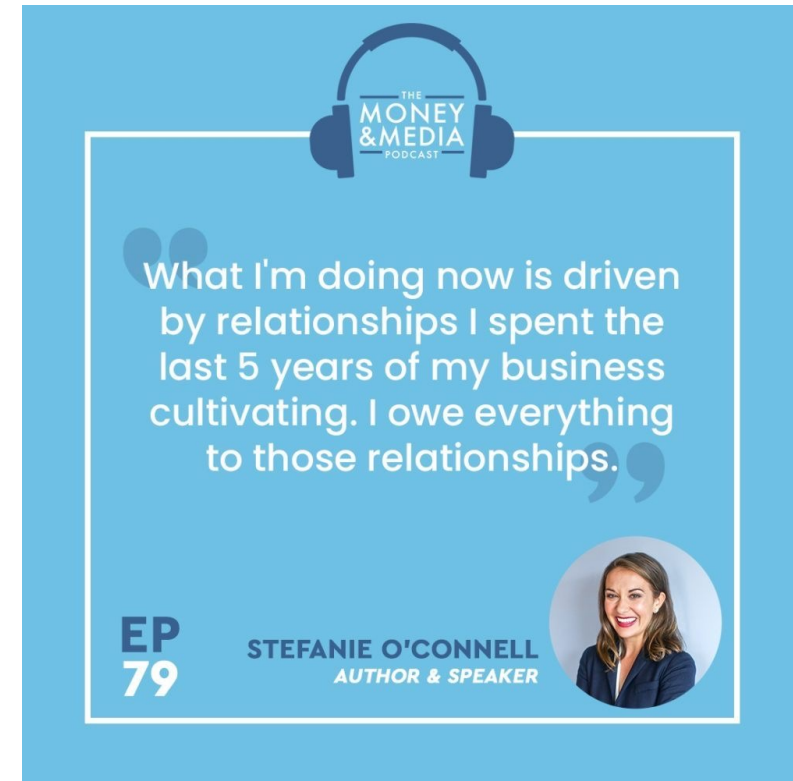 THE
MONEY
&MEDIA
PODCAST
What I'm doing now is driven
by relationships I spent the
last 5 years of my business
cultivating. I owe everything
to those relationships.
EP
79
STEFANIE O'CONNELL
AUTHOR & SPEAKER